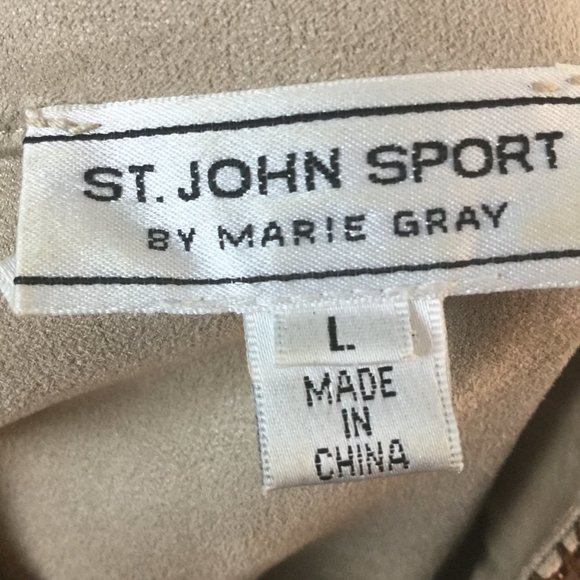 ST. JOHN SPORT
BY MARIE GRAY
L
MADE
IN
CHINA